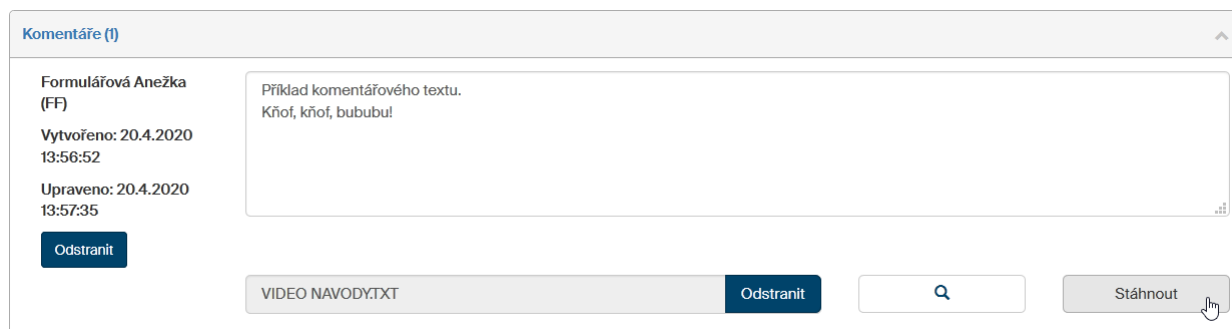 Komentáře (1)
Formulářová Anežka
(FF)
Vytvořeno: 20.4.2020
13:56:52
Upraveno: 20.4.2020
13:57:35
Odstranit
Příklad komentářového textu.
Kňof, kňof, bububu!
VIDEO NAVODY.TXT
Odstranit
Stáhnout